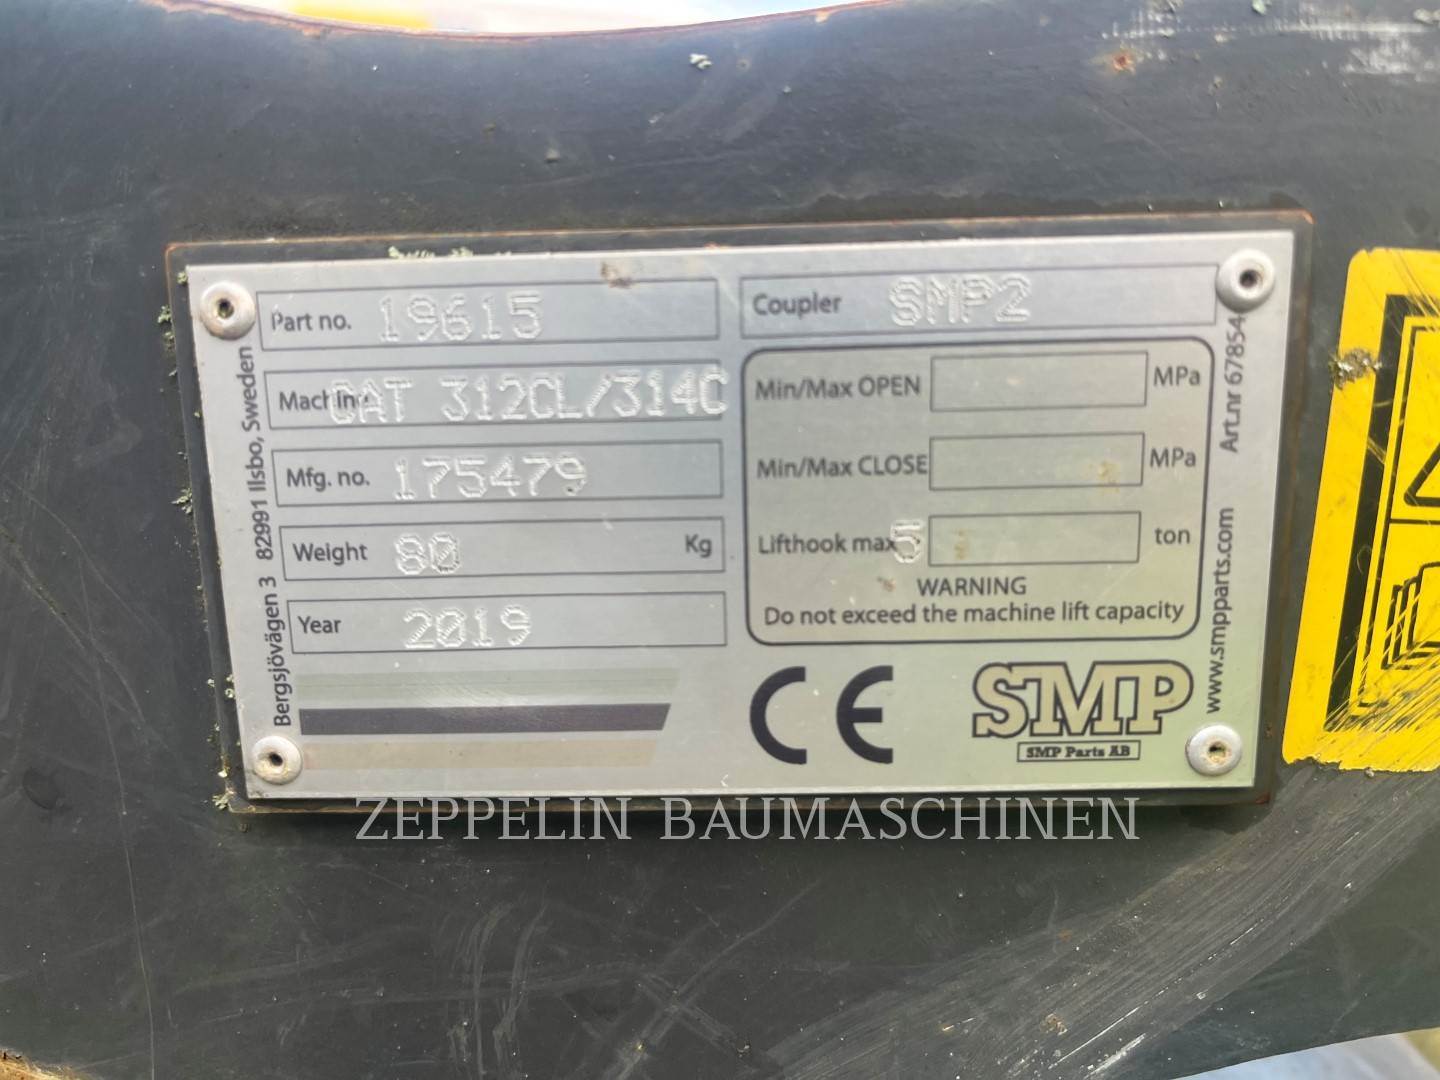 Part no. 19615
Machine CAT 312CL/314C
Mfg. no. 175479
Weight 80 Kg
Year 2019
Coupler SMP2
Min/Max OPEN MPa
Min/Max CLOSE MPa
Lifthook max 5 ton
WARNING
Do not exceed the machine lift capacity
CE
SMP
SMP Parts AB
Bergsjövägen 3 82991 Ilsbo, Sweden
www.smpparts.com Art.nr 67854
ZEPPELIN BAUMASCHINEN